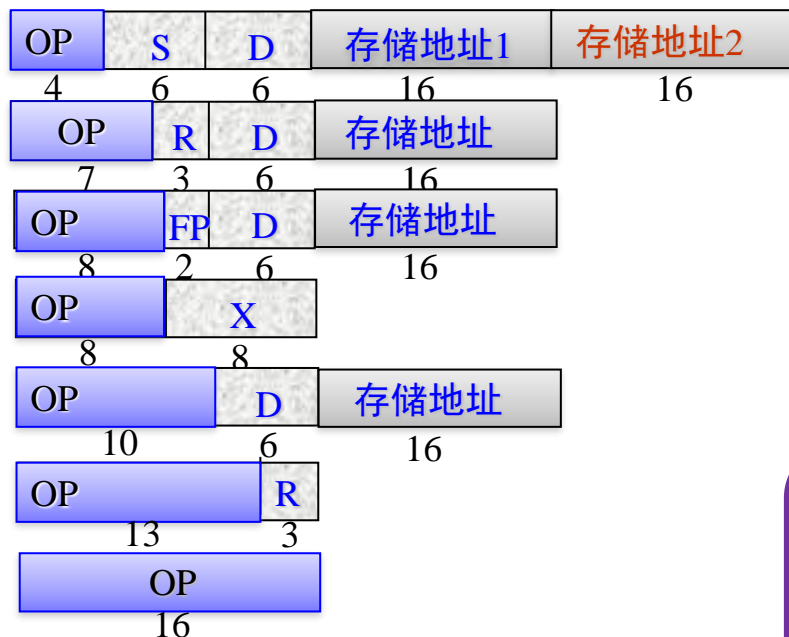 OP S D 存储地址1 存储地址2
4 6 6 16 16
OP R D 存储地址
7 3 6 16
OP FP D 存储地址
8 2 6 16
OP X
8 8
OP D 存储地址
10 6 16
OP R
13 3
OP
16